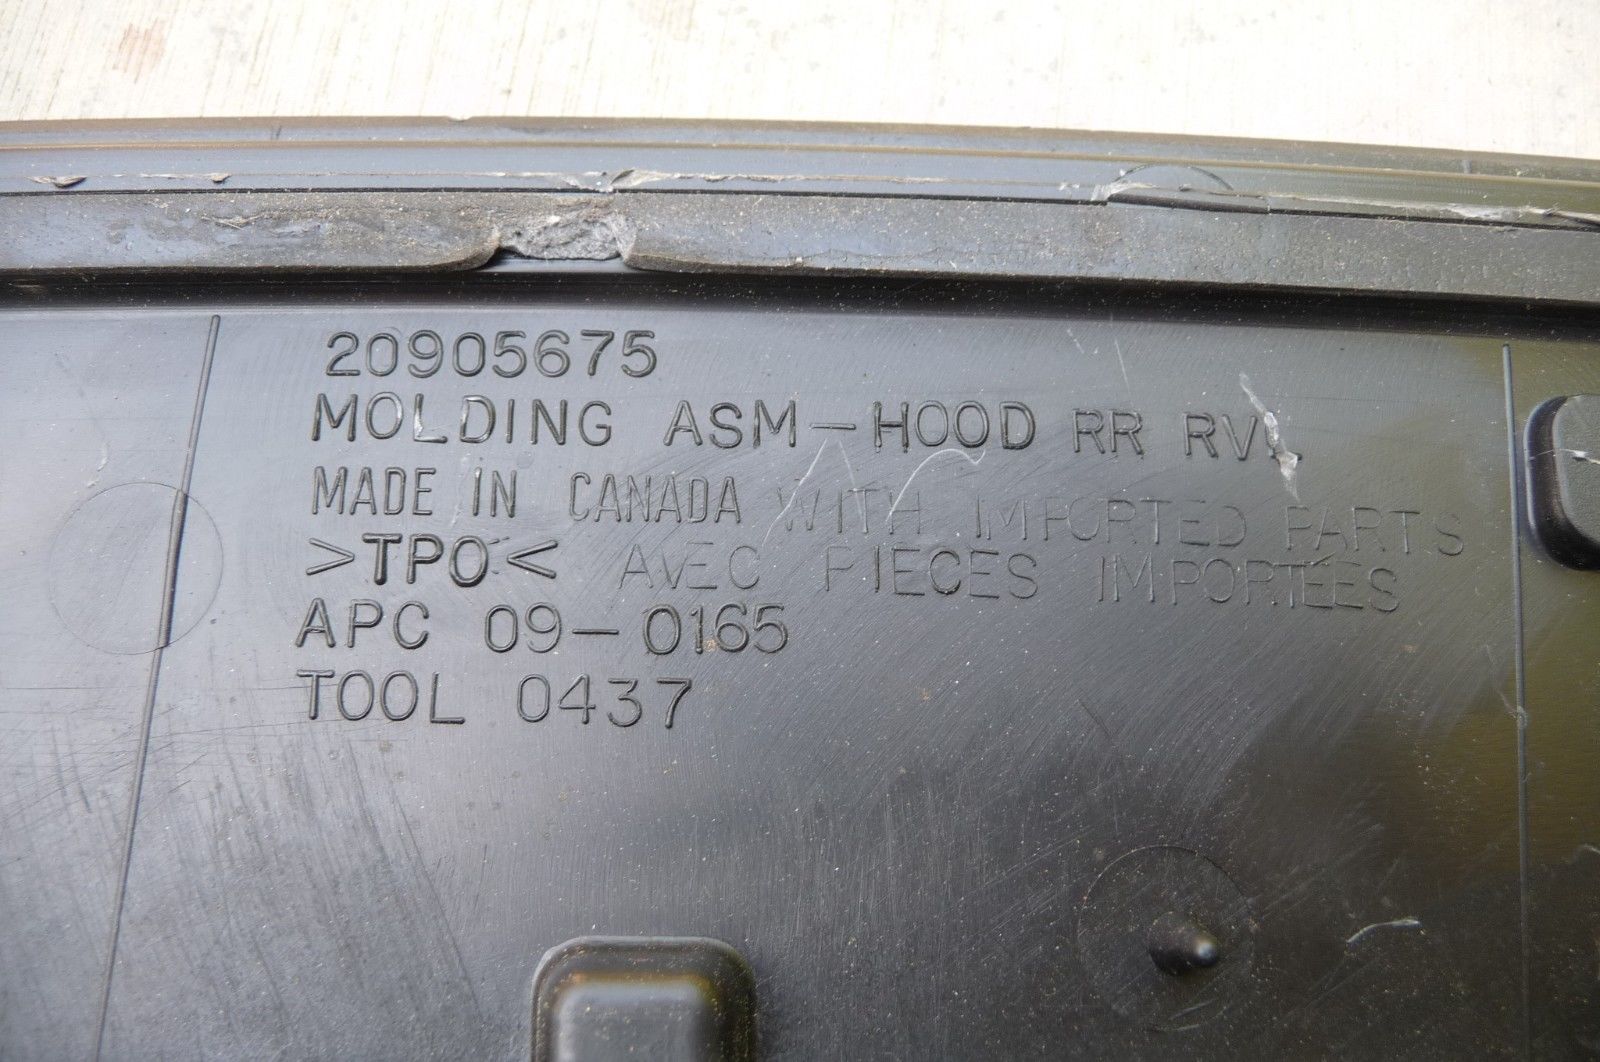 20905675
MOLDING ASM-HOOD RR RVL
MADE IN CANADA WITH IMPORTED PARTS
>TPO< AVEC PIECES IMPORTEES
APC 09-0165
TOOL 0437